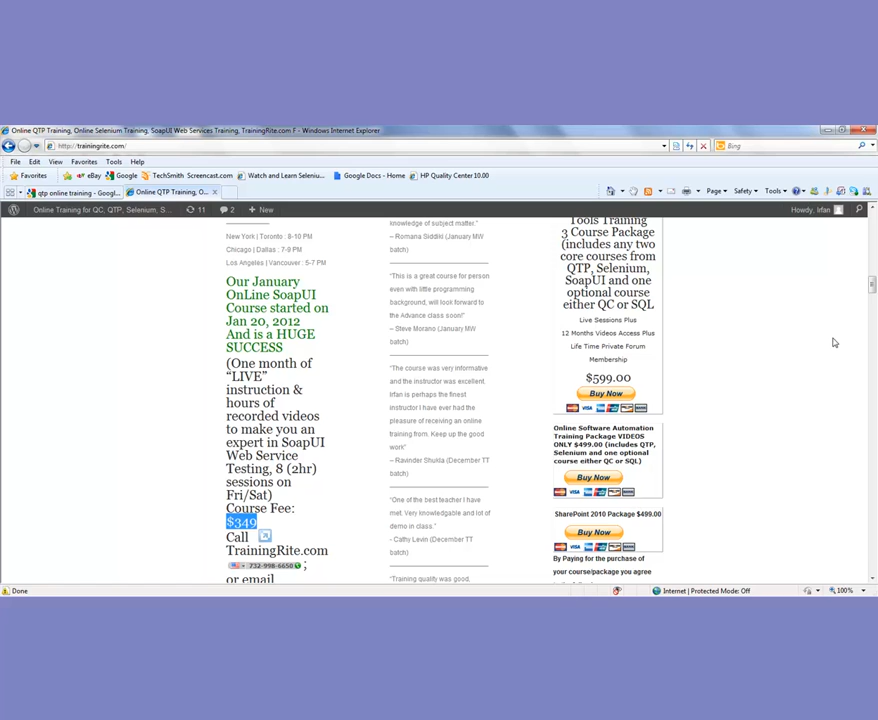 Online QTP Training, Online Selenium Training, SoapUI Web Services Training, TrainingRite.com F - Windows Internet Explorer
http://trainingrite.com/
Bing
File Edit View Favorites Tools Help
Favorites eBay Google TechSmith Screencast.com Watch and Learn Seleniu... Google Docs - Home HP Quality Center 10.00
qtp online training - Googl... Online QTP Training, O... Page Safety Tools
Online Training for QC, QTP, Selenium, S... 11 2 + New Howdy, Irfan
New York | Toronto : 8-10 PM
Chicago | Dallas : 7-9 PM
Los Angeles | Vancouver : 5-7 PM
Our January
OnLine SoapUI
Course started on
Jan 20, 2012
And is a HUGE
SUCCESS
(One month of
“LIVE”
instruction &
hours of
recorded videos
to make you an
expert in SoapUI
Web Service
Testing, 8 (2hr)
sessions on
Fri/Sat)
Course Fee:
$349
Call
TrainingRite.com
732-998-6650 ;
or email
knowledge of subject matter.”
– Romana Siddiki (January MW
batch)
“This is a great course for person
even with little programming
background, will look forward to
the Advance class soon!”
– Steve Morano (January MW
batch)
“The course was very informative
and the instructor was excellent.
Irfan is perhaps the finest
instructor I have ever had the
pleasure of receiving an online
training from. Keep up the good
work”
– Ravinder Shukla (December TT
batch)
“One of the best teacher I have
met. Very knowledgable and lot of
demo in class.”
- Cathy Levin (December TT
batch)
“Training quality was good,
Tools Training
3 Course Package
(includes any two
core courses from
QTP, Selenium,
SoapUI and one
optional course
either QC or SQL
Live Sessions Plus
12 Months Videos Access Plus
Life Time Private Forum
Membership
$599.00
Buy Now
VISA
Online Software Automation
Training Package VIDEOS
ONLY $499.00 (includes QTP,
Selenium and one optional
course either QC or SQL)
Buy Now
VISA
SharePoint 2010 Package $499.00
Buy Now
VISA
By Paying for the purchase of
your course/package you agree
Done Internet | Protected Mode: Off 100%